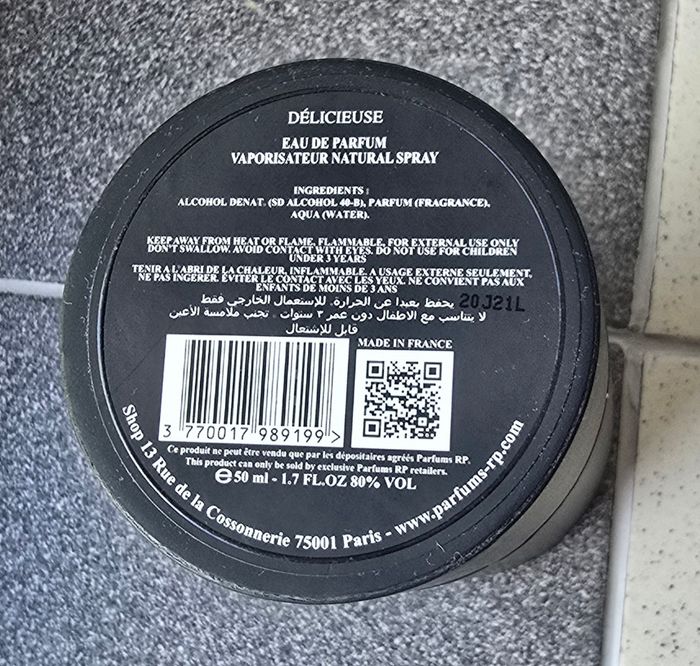 DÉLICIEUSE
EAU DE PARFUM
VAPORISATEUR NATURAL SPRAY
INGREDIENTS :
ALCOHOL DENAT. (SD ALCOHOL 40-B), PARFUM (FRAGRANCE),
AQUA (WATER).
KEEP AWAY FROM HEAT OR FLAME, FLAMMABLE, FOR EXTERNAL USE ONLY
DON'T SWALLOW. AVOID CONTACT WITH EYES. DO NOT USE FOR CHILDREN
UNDER 3 YEARS
TENIR A L'ABRI DE LA CHALEUR, INFLAMMABLE, A USAGE EXTERNE SEULEMENT,
NE PAS INGERER. ÉVITER LE CONTACT AVEC LES YEUX. NE CONVIENT PAS AUX
ENFANTS DE MOINS DE 3 ANS
يحفظ بعيدا عن الحرارة. للإستعمال الخارجي فقط
20J21L
لا يتناسب مع الاطفال دون عمر ٣ سنوات . تجنب ملامسة الأعين
قابل للإشتعال
MADE IN FRANCE
3 770017 989199 >
Ce produit ne peut être vendu que par les dépositaires agréés Parfums RP.
This product can only be sold by exclusive Parfums RP retailers.
℮50 ml - 1.7 FL.OZ 80% VOL
Shop 13 Rue de la Cossonnerie 75001 Paris - www.parfums-rp.com